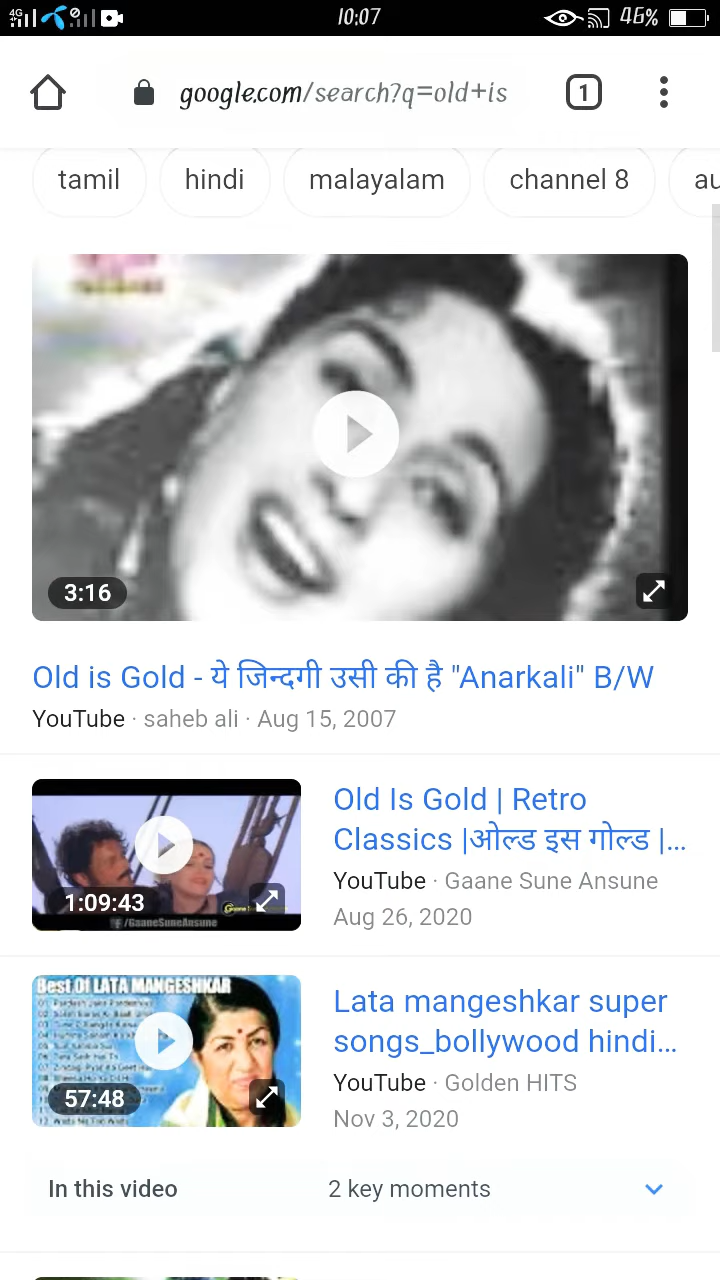 4G
10:07
46%
google.com/search?q=old+is
1
tamil
hindi
malayalam
channel 8
au
3:16
Old is Gold - ये जिन्दगी उसी की है "Anarkali" B/W
YouTube · saheb ali · Aug 15, 2007
1:09:43
/GaaneSuneAnsune
Old Is Gold | Retro
Classics |ओल्ड इस गोल्ड |...
YouTube · Gaane Sune Ansune
Aug 26, 2020
Best Of LATA MANGESHKAR
57:48
Lata mangeshkar super
songs_bollywood hindi...
YouTube · Golden HITS
Nov 3, 2020
In this video
2 key moments